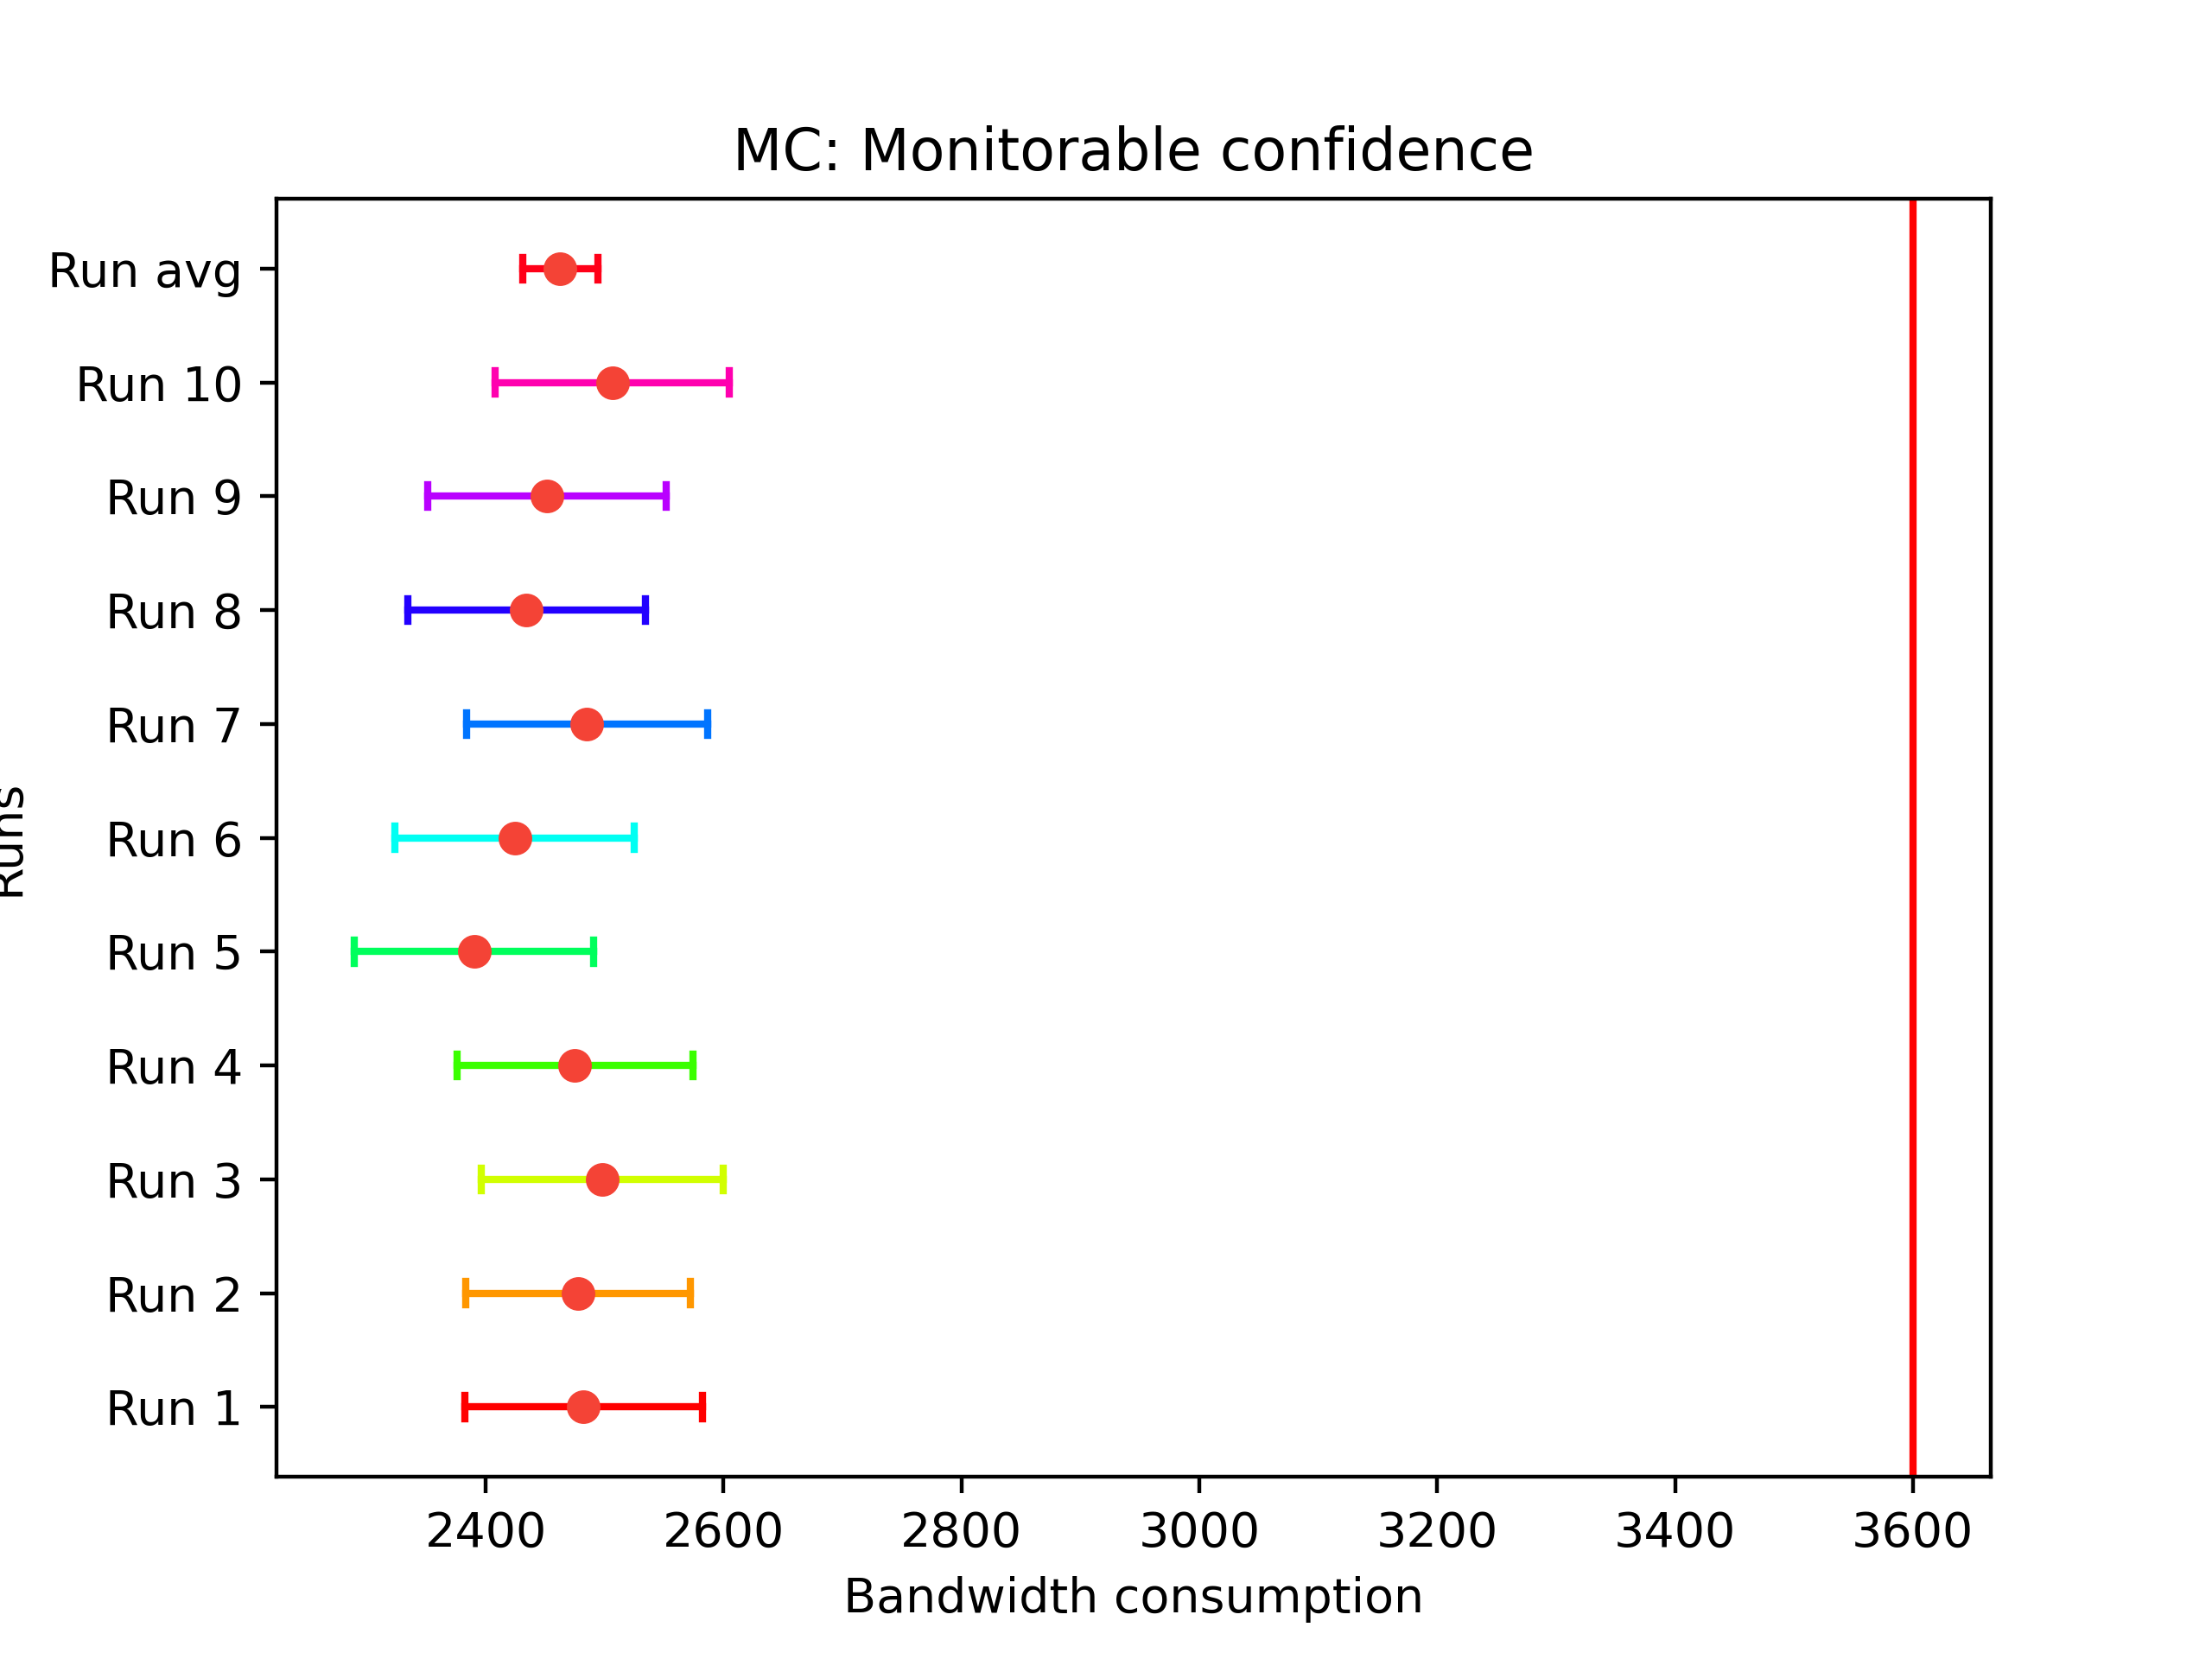 MC: Monitorable confidence
Run avg
Run 10
Run 9
Run 8
Run 7
Run 6
Run 5
Run 4
Run 3
Run 2
Run 1
Runs
2400 2600 2800 3000 3200 3400 3600
Bandwidth consumption